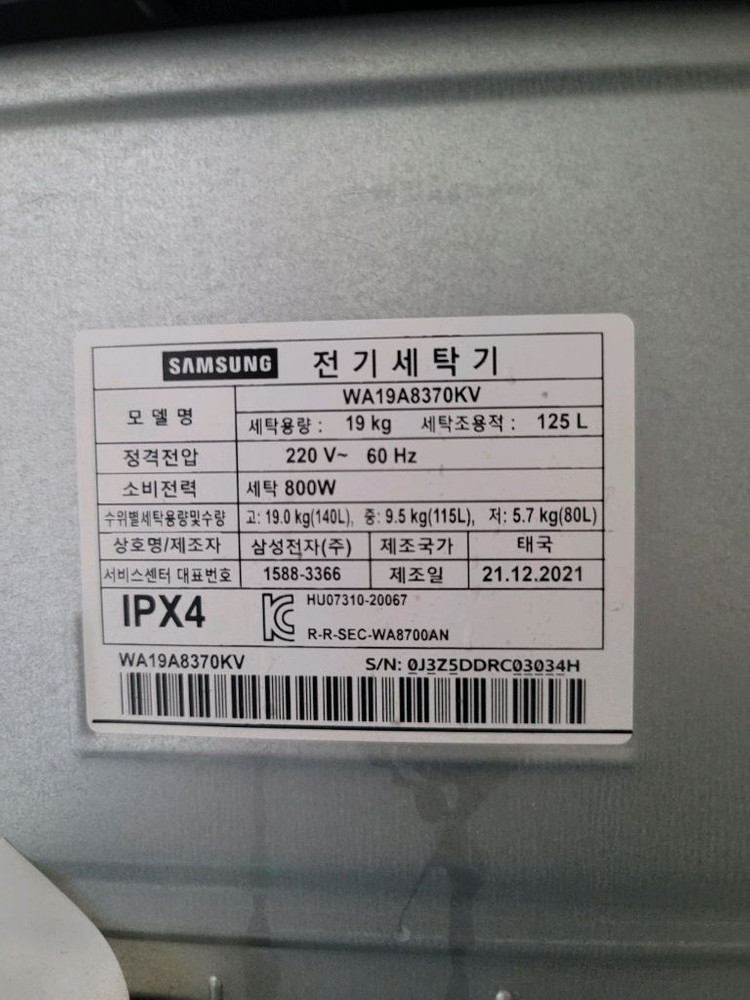 SAMSUNG 전기세탁기
모델명 WA19A8370KV
세탁용량 : 19 kg 세탁조용적 : 125 L
정격전압 220 V~ 60 Hz
소비전력 세탁 800W
수위별세탁용량및수량 고: 19.0 kg(140L), 중: 9.5 kg(115L), 저: 5.7 kg(80L)
상호명/제조자 삼성전자(주) 제조국가 태국
서비스센터 대표번호 1588-3366 제조일 21.12.2021
IPX4 HU07310-20067
R-R-SEC-WA8700AN
WA19A8370KV S/N: 0J3Z5DDRC03034H